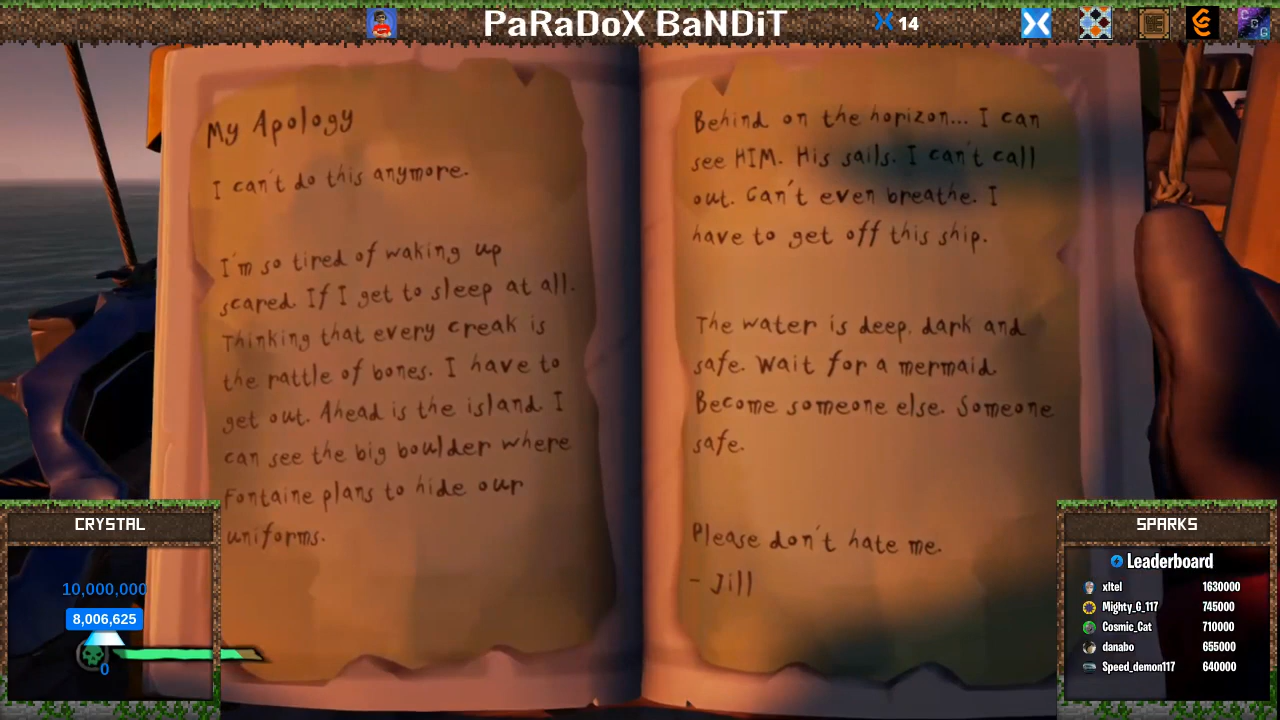 PaRaDoX BaNDiT
14
My Apology
I can't do this anymore.
I'm so tired of waking up
scared. If I get to sleep at all.
Thinking that every creak is
the rattle of bones. I have to
get out. Ahead is the island. I
can see the big boulder where
Fontaine plans to hide our
uniforms.
Behind on the horizon... I can
see HIM. His sails. I can't call
out. Can't even breathe. I
have to get off this ship.
The water is deep, dark and
safe. Wait for a mermaid.
Become someone else. Someone
safe.
Please don't hate me.
- Jill
CRYSTAL
10,000,000
8,006,625
0
SPARKS
Leaderboard
xltel 1630000
Mighty_G_117 745000
Cosmic_Cat 710000
danabo 655000
Speed_demon117 640000